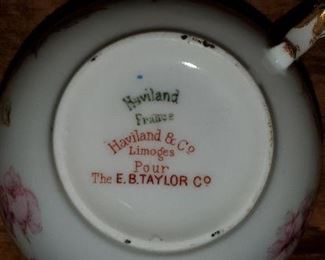 Haviland
France
Haviland & Co
Limoges
Pour
The E.B. TAYLOR Co